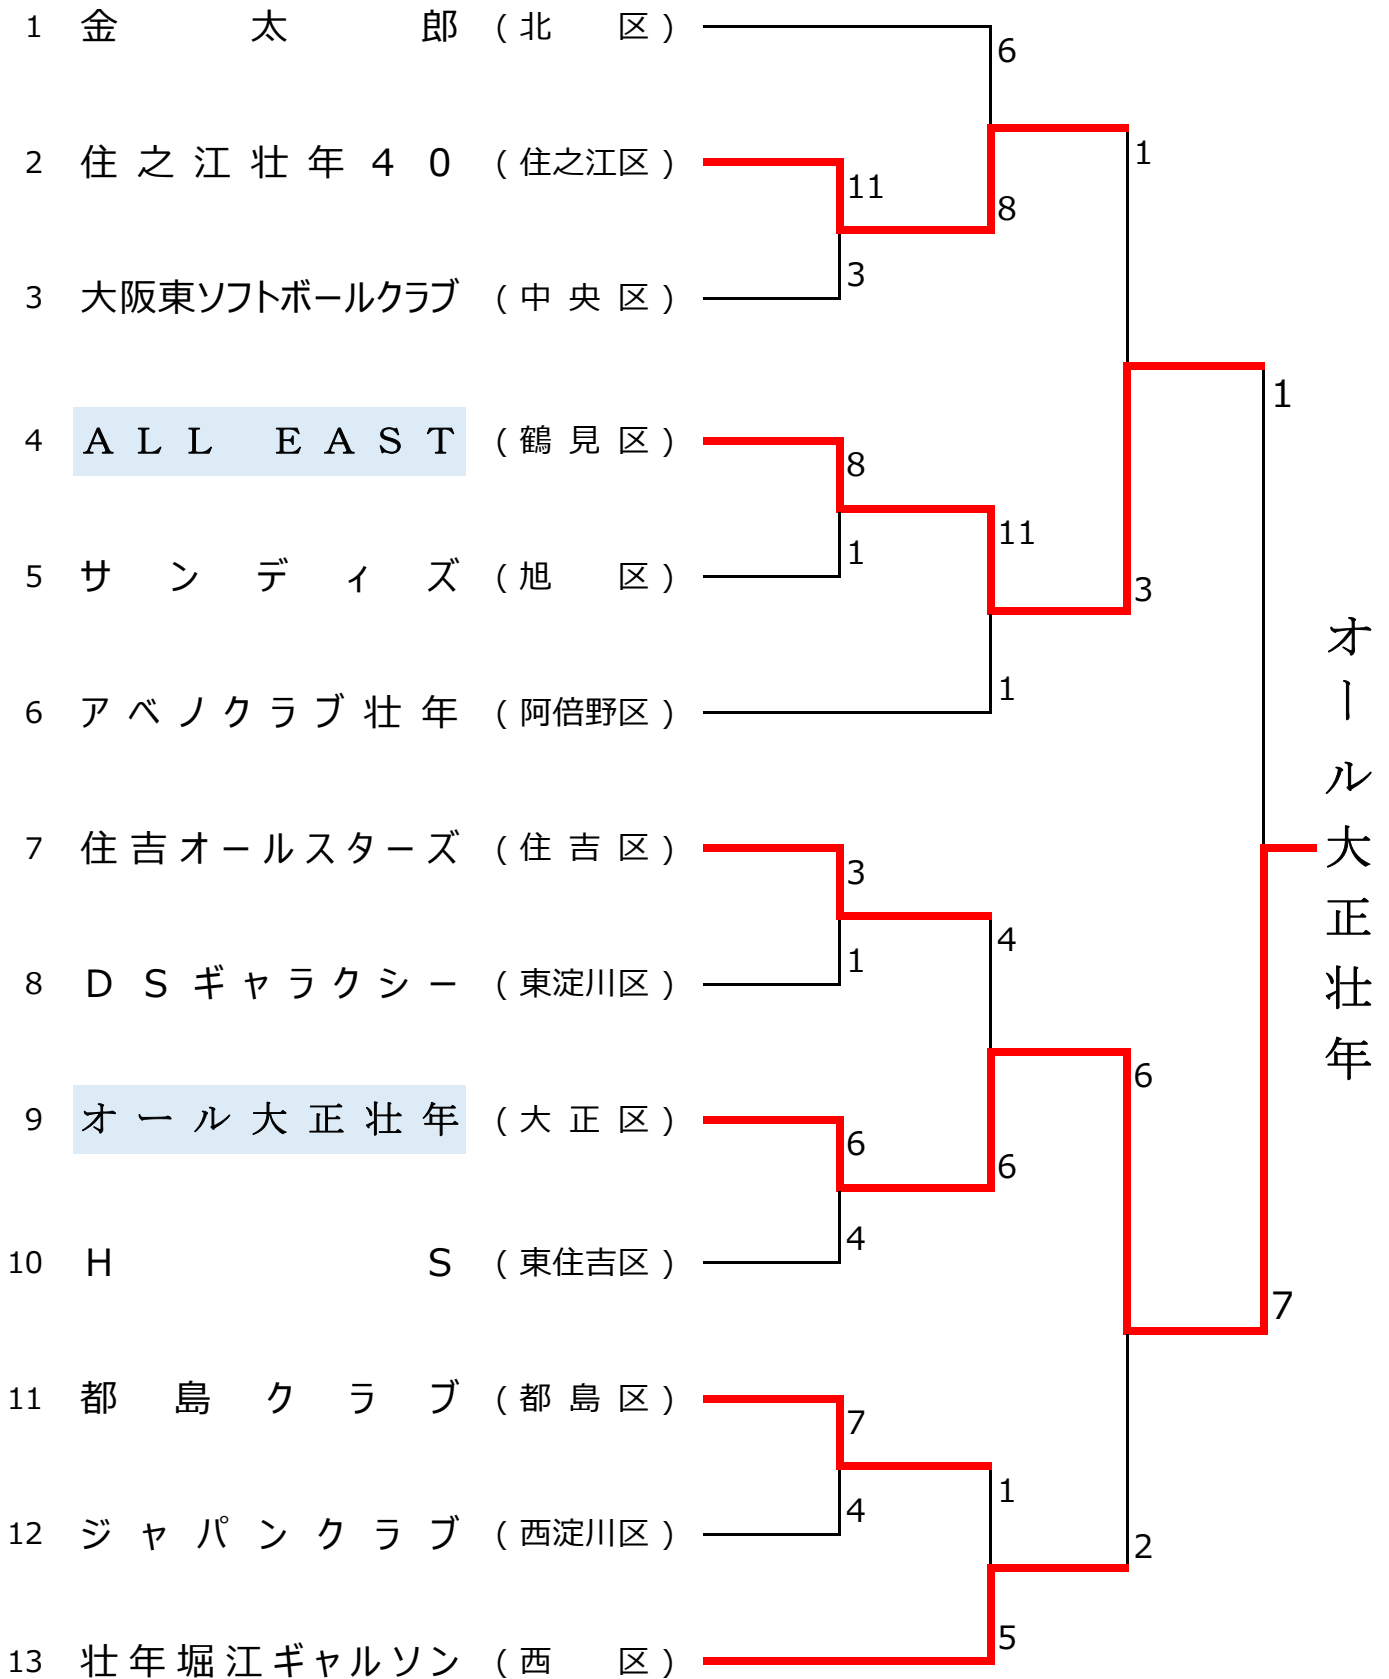 1 金太郎 (北区) 6
1
2 住之江壮年４０ (住之江区) 11
8
3 大阪東ソフトボールクラブ (中央区) 3
1
4 ＡＬＬ ＥＡＳＴ (鶴見区) 8
11
5 サンディズ (旭区) 1
3
6 アベノクラブ壮年 (阿倍野区) 1
オール大正壮年
7 住吉オールスターズ (住吉区) 3
4
8 ＤＳギャラクシー (東淀川区) 1
6
9 オール大正壮年 (大正区) 6
6
10 ＨＳ (東住吉区) 4
7
11 都島クラブ (都島区) 7
1
12 ジャパンクラブ (西淀川区) 4
2
13 壮年堀江ギャルソン (西区) 5